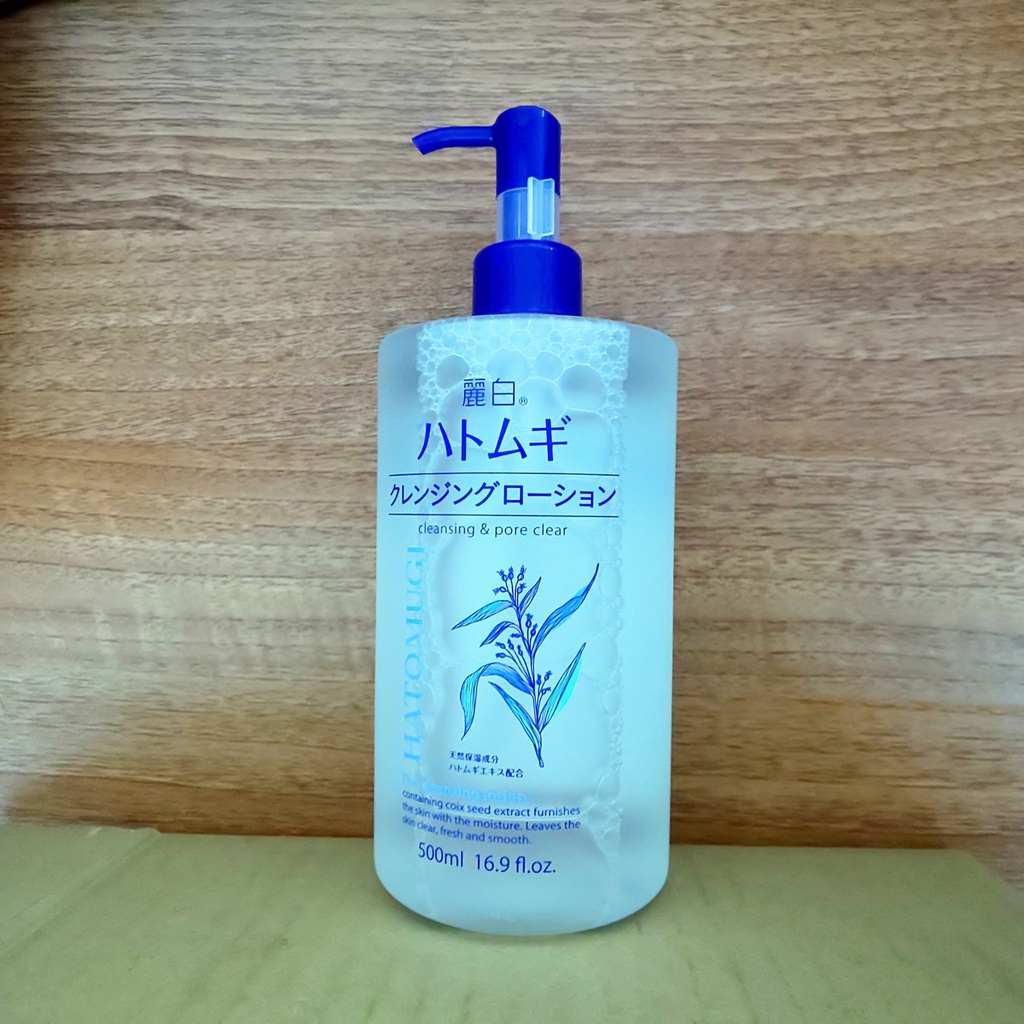 麗白®
ハトムギ
クレンジングローション
cleansing & pore clear
HATOMUGI
天然保湿成分
ハトムギエキス配合
containing coix seed extract furnishes
the skin with the moisture. Leaves the
skin clear, fresh and smooth.
500ml 16.9 fl.oz.